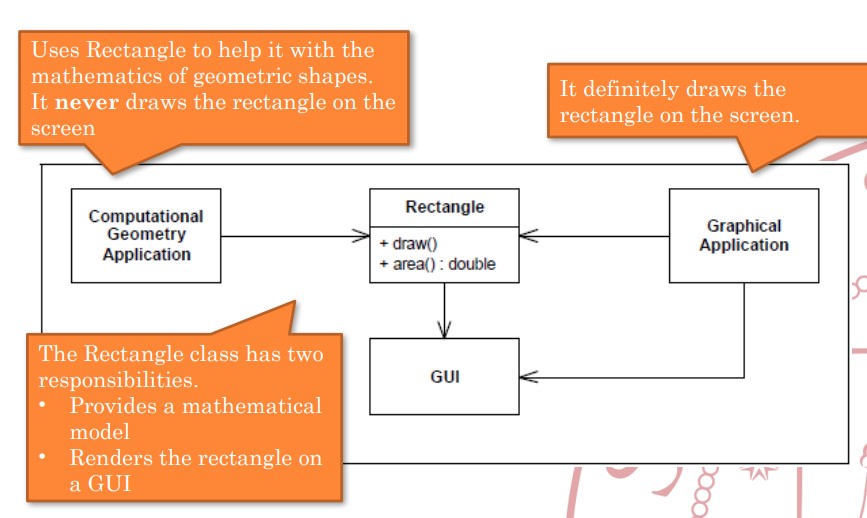 Uses Rectangle to help it with the
mathematics of geometric shapes.
It never draws the rectangle on the
screen
It definitely draws the
rectangle on the screen.
Computational
Geometry
Application
Rectangle
+ draw()
+ area() : double
Graphical
Application
GUI
The Rectangle class has two
responsibilities.
• Provides a mathematical
model
• Renders the rectangle on
a GUI